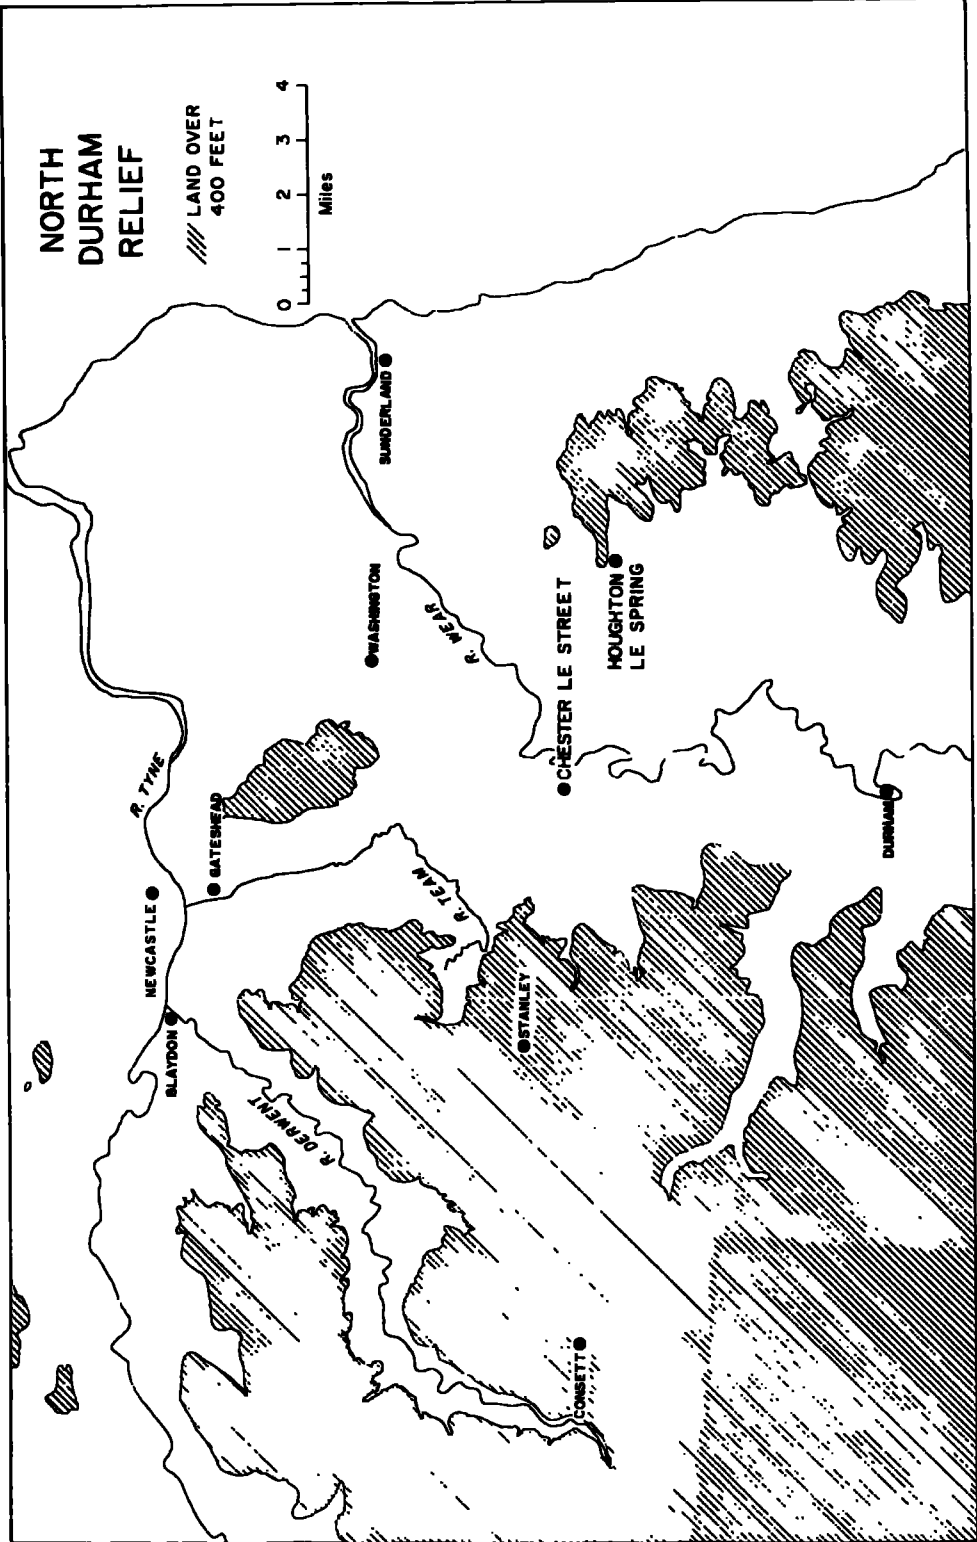 NORTH
DURHAM
RELIEF
LAND OVER
400 FEET
0 1 2 3 4
Miles
R. TYNE
NEWCASTLE
GATESHEAD
BLAYDON
R. DERWENT
R. TEAM
STANLEY
CONSETT
SUNDERLAND
WASHINGTON
R. WEAR
CHESTER LE STREET
HOUGHTON
LE SPRING
DURHAM